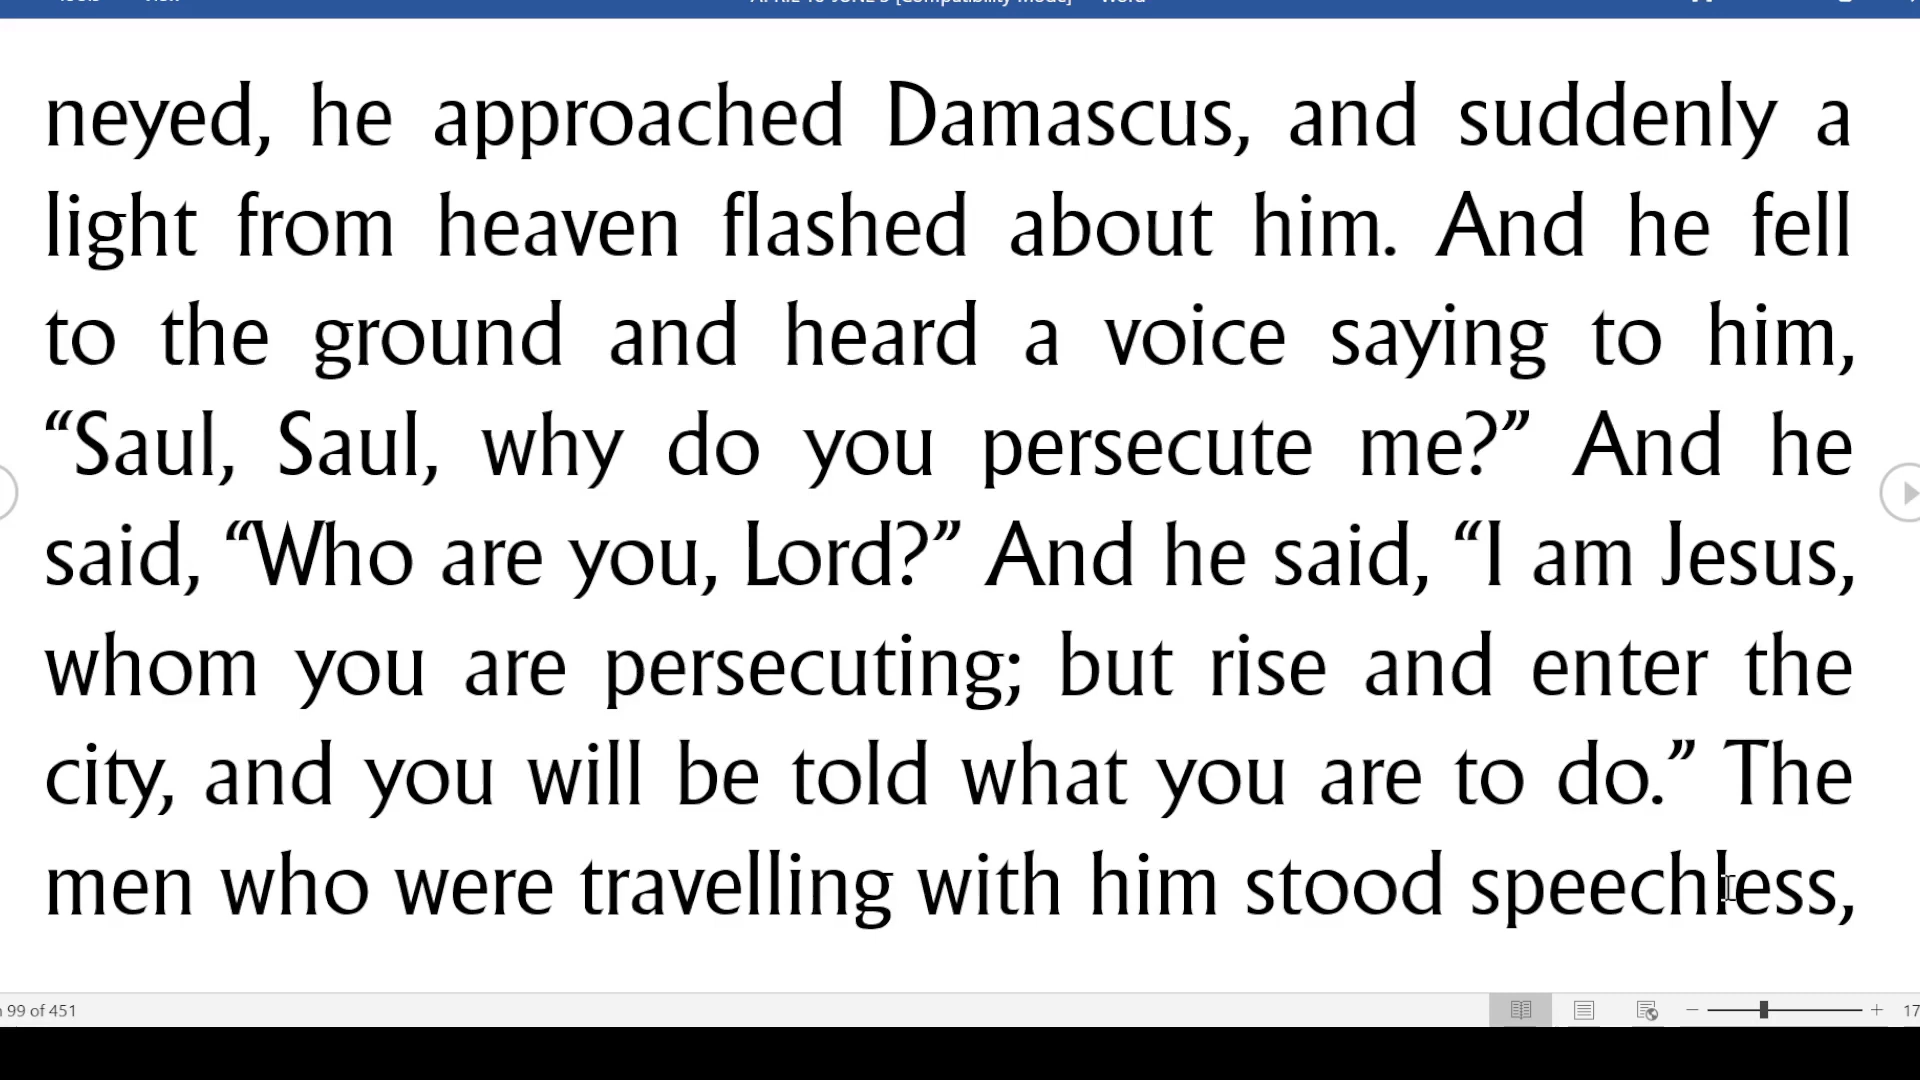 neyed, he approached Damascus, and suddenly a
light from heaven flashed about him. And he fell
to the ground and heard a voice saying to him,
“Saul, Saul, why do you persecute me?” And he
said, “Who are you, Lord?” And he said, “I am Jesus,
whom you are persecuting; but rise and enter the
city, and you will be told what you are to do.” The
men who were travelling with him stood speechless,
99 of 451
17